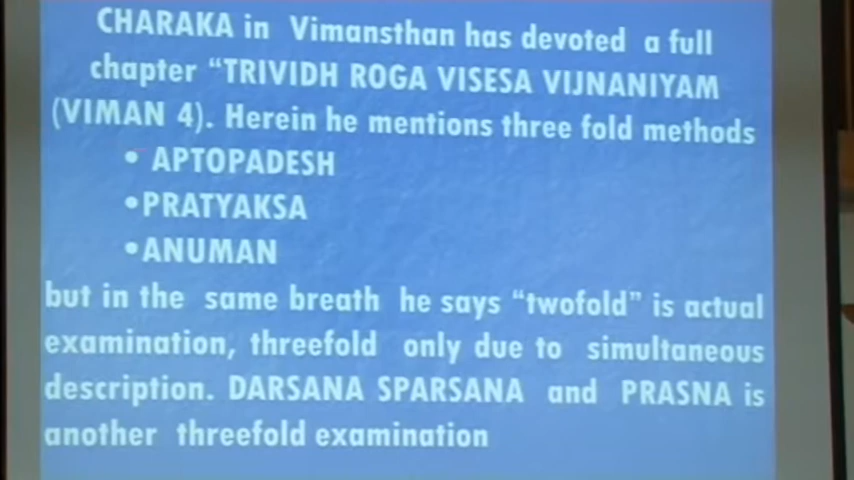 CHARAKA in Vimansthan has devoted a full
chapter “TRIVIDH ROGA VISESA VIJNANIYAM
(VIMAN 4). Herein he mentions three fold methods
• APTOPADESH
•PRATYAKSA
•ANUMAN
but in the same breath he says “twofold” is actual
examination, threefold only due to simultaneous
description. DARSANA SPARSANA and PRASNA is
another threefold examination